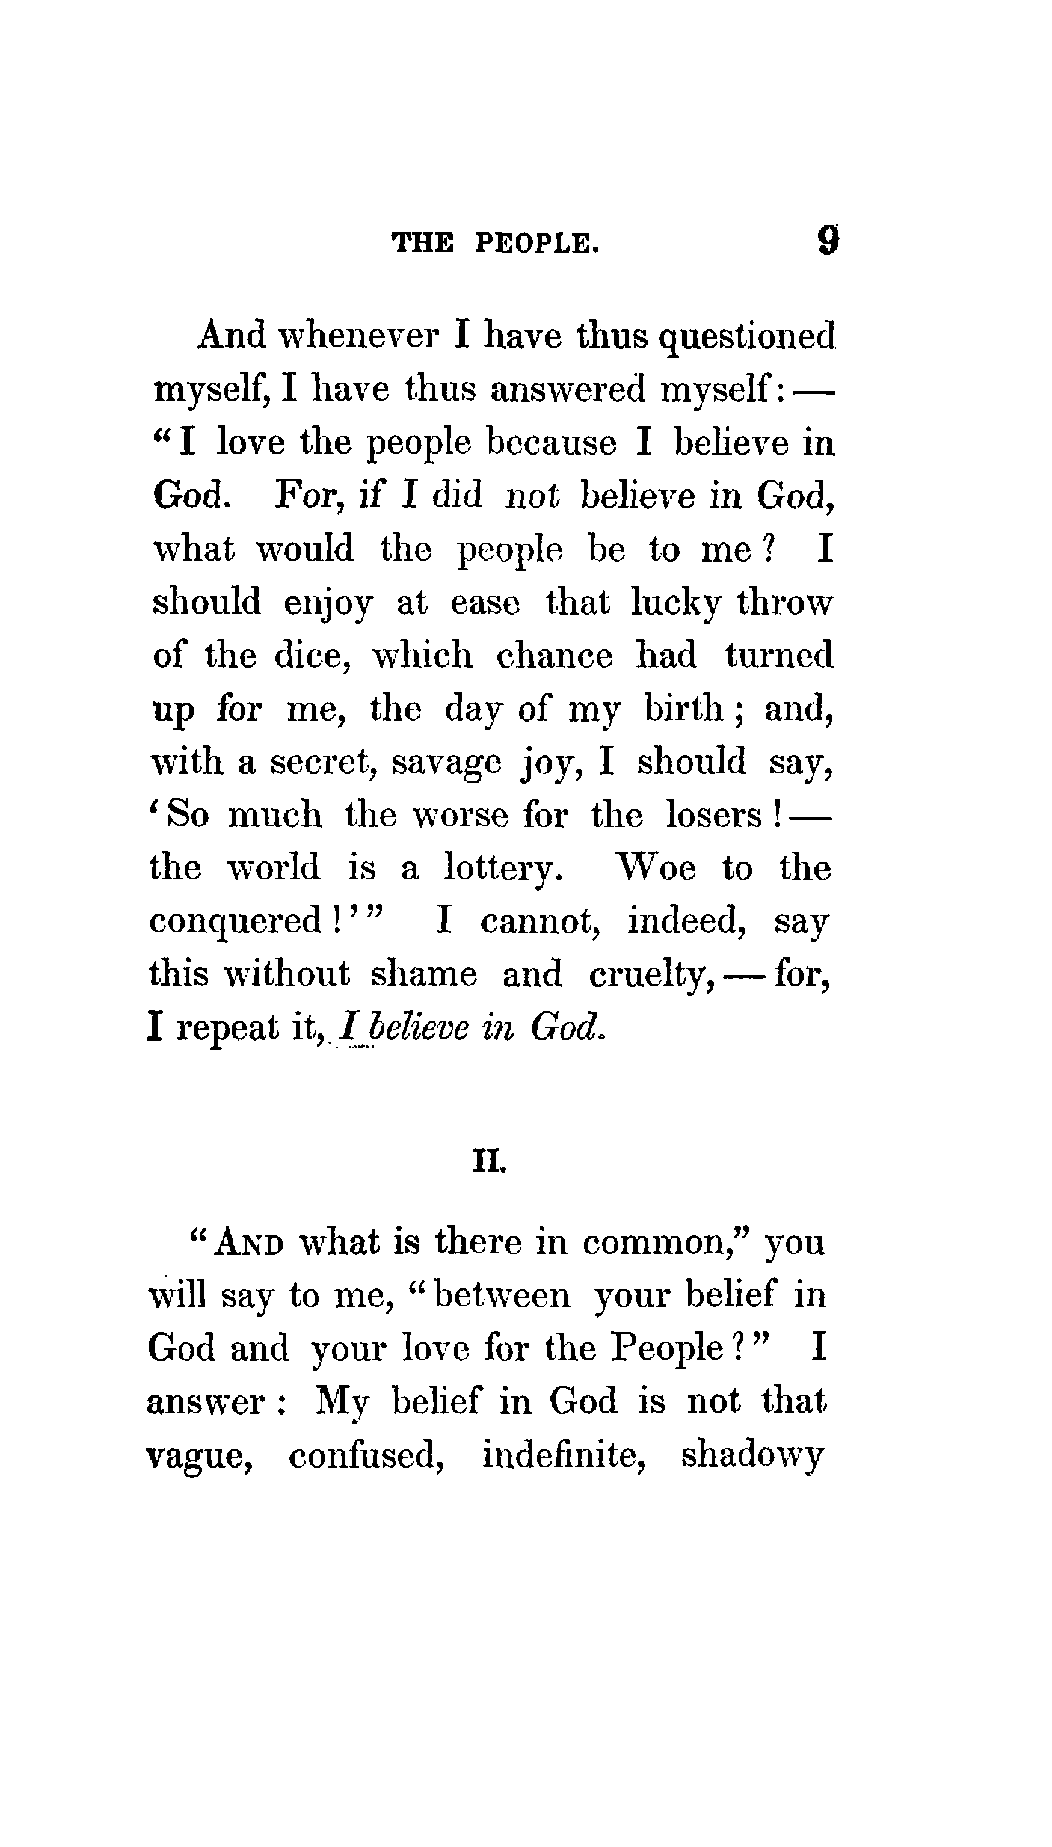 THE PEOPLE. 9
And whenever I have thus questioned
myself, I have thus answered myself: —
“I love the people because I believe in
God. For, if I did not believe in God,
what would the people be to me? I
should enjoy at ease that lucky throw
of the dice, which chance had turned
up for me, the day of my birth; and,
with a secret, savage joy, I should say,
‘So much the worse for the losers!—
the world is a lottery. Woe to the
conquered!’” I cannot, indeed, say
this without shame and cruelty, — for,
I repeat it, I believe in God.
II.
“AND what is there in common,” you
will say to me, “between your belief in
God and your love for the People?” I
answer: My belief in God is not that
vague, confused, indefinite, shadowy